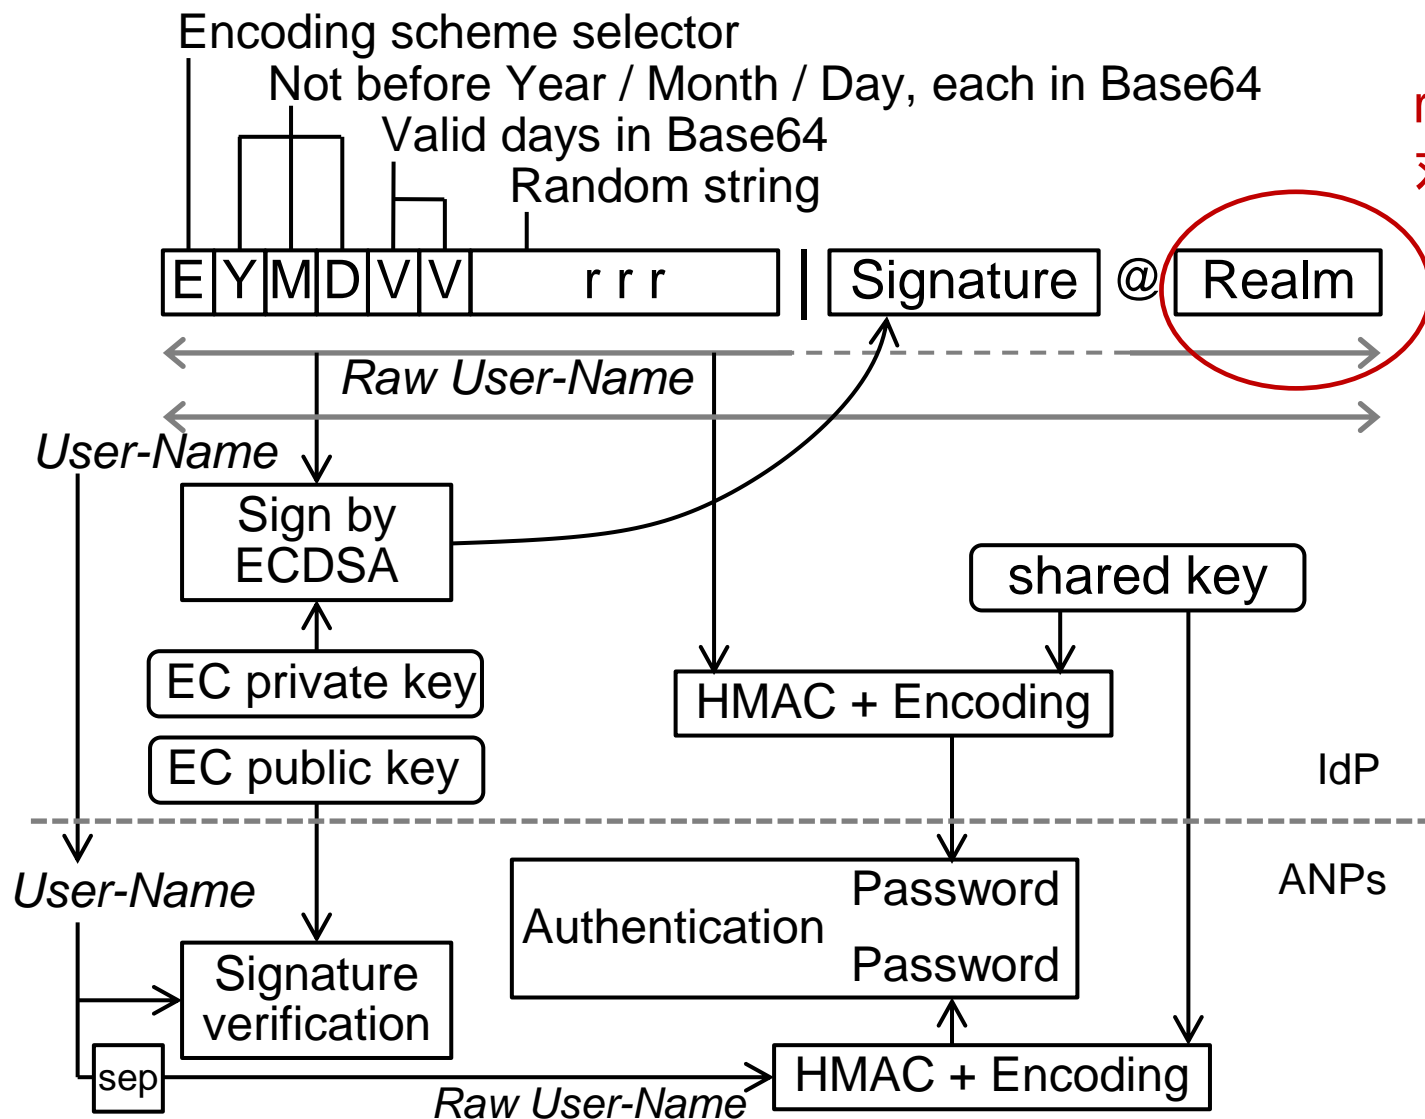 Encoding scheme selector
Not before Year / Month / Day, each in Base64
Valid days in Base64
Random string
E Y M D V V r r r | Signature @ Realm
Raw User-Name
User-Name
Sign by
ECDSA
shared key
EC private key
HMAC + Encoding
EC public key
IdP
ANPs
User-Name
Password
Authentication
Password
Signature
verification
sep
HMAC + Encoding
Raw User-Name